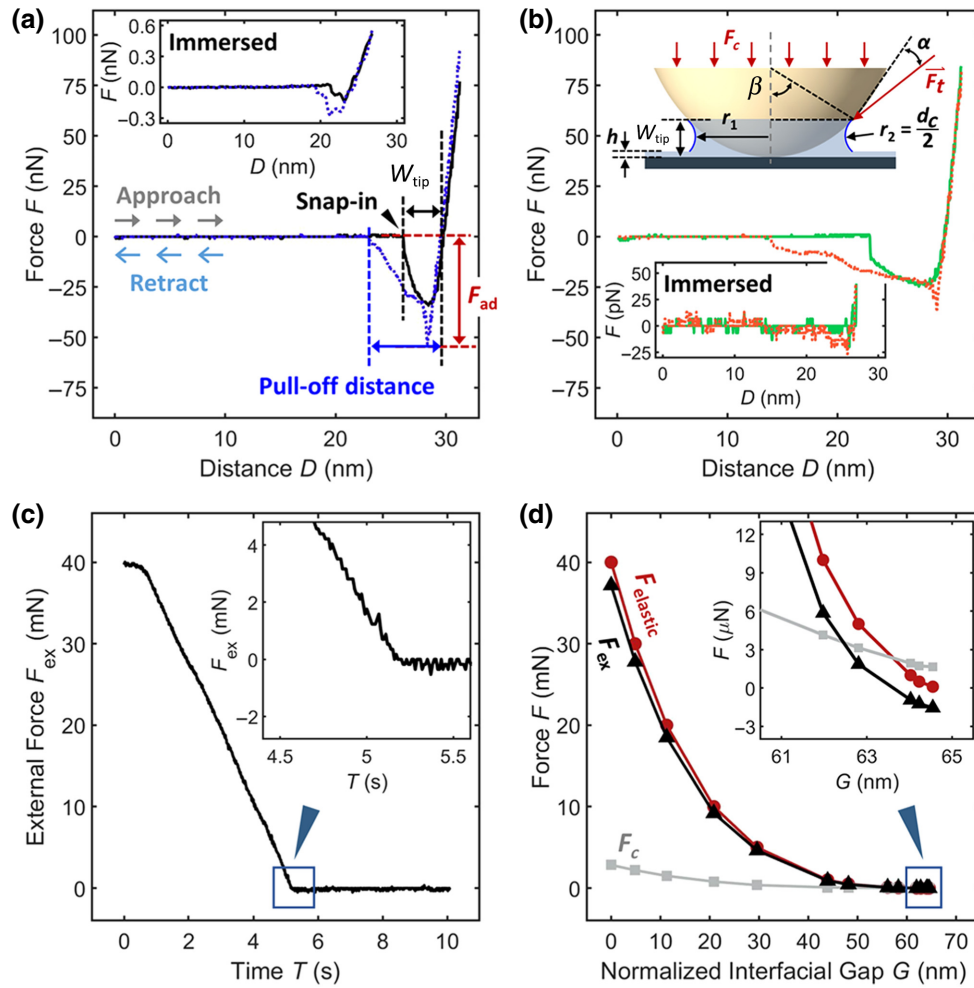 (a)
Immersed
F (nN)
0.6
0.3
0.0
−0.3
0 10 20 30
D (nm)
Force F (nN)
100
75
50
25
0
−25
−50
−75
Approach
Retract
Snap-in
W_tip
F_ad
Pull-off distance
0 10 20 30
Distance D (nm)
(b)
F_c
α
F_t
β
r_1
r_2 = d_c/2
h
W_tip
Force F (nN)
100
75
50
25
0
−25
−50
−75
Immersed
F (pN)
50
25
0
−25
0 10 20 30
D (nm)
0 10 20 30
Distance D (nm)
(c)
External Force F_ex (mN)
40
30
20
10
0
F_ex (mN)
4
2
0
−2
4.5 5 5.5
T (s)
0 2 4 6 8 10
Time T (s)
(d)
Force F (mN)
40
30
20
10
0
F_elastic
F_ex
F_c
F (μN)
12
9
6
3
0
−3
61 63 65
G (nm)
0 10 20 30 40 50 60 70
Normalized Interfacial Gap G (nm)